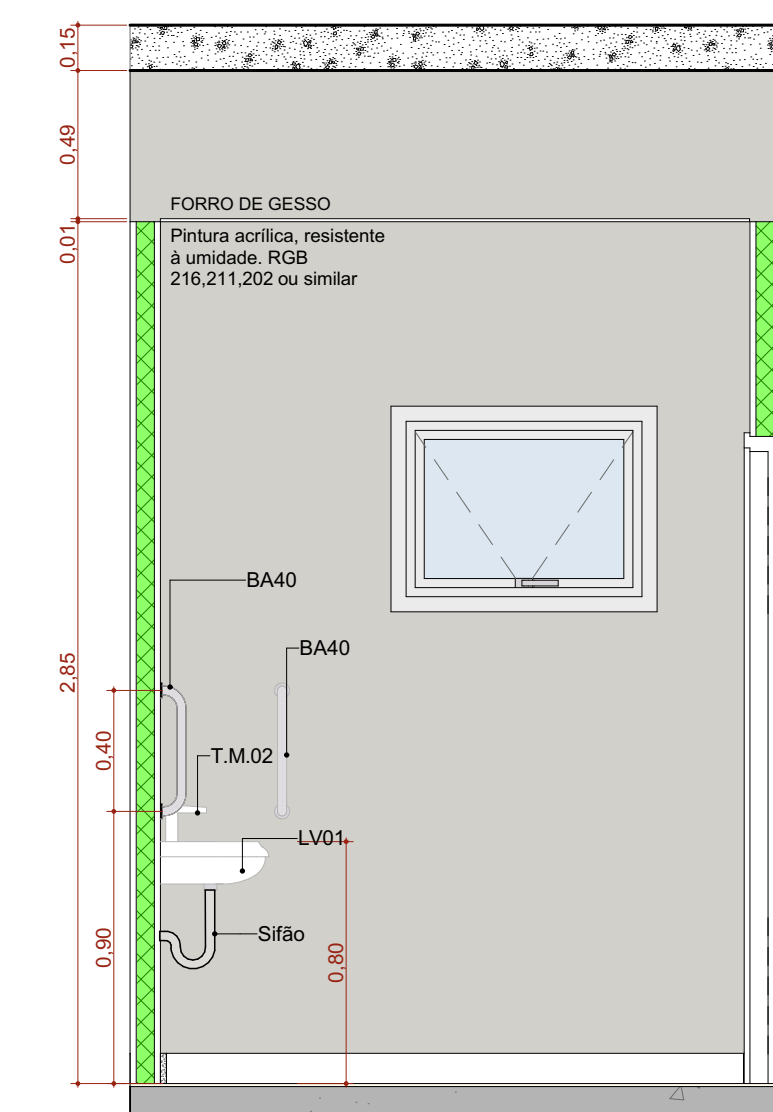 0,15
0,49
FORRO DE GESSO
0,01
Pintura acrílica, resistente
à umidade. RGB
216,211,202 ou similar
BA40
BA40
2,85
0,40
T.M.02
LV01
Sifão
0,90
0,80